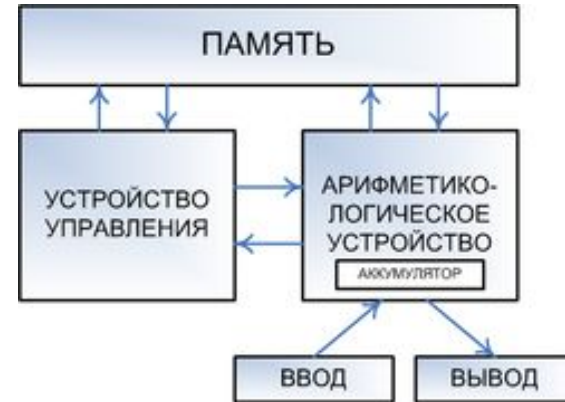 ПАМЯТЬ
УСТРОЙСТВО
УПРАВЛЕНИЯ
АРИФМЕТИКО-
ЛОГИЧЕСКОЕ
УСТРОЙСТВО
АККУМУЛЯТОР
ВВОД
ВЫВОД